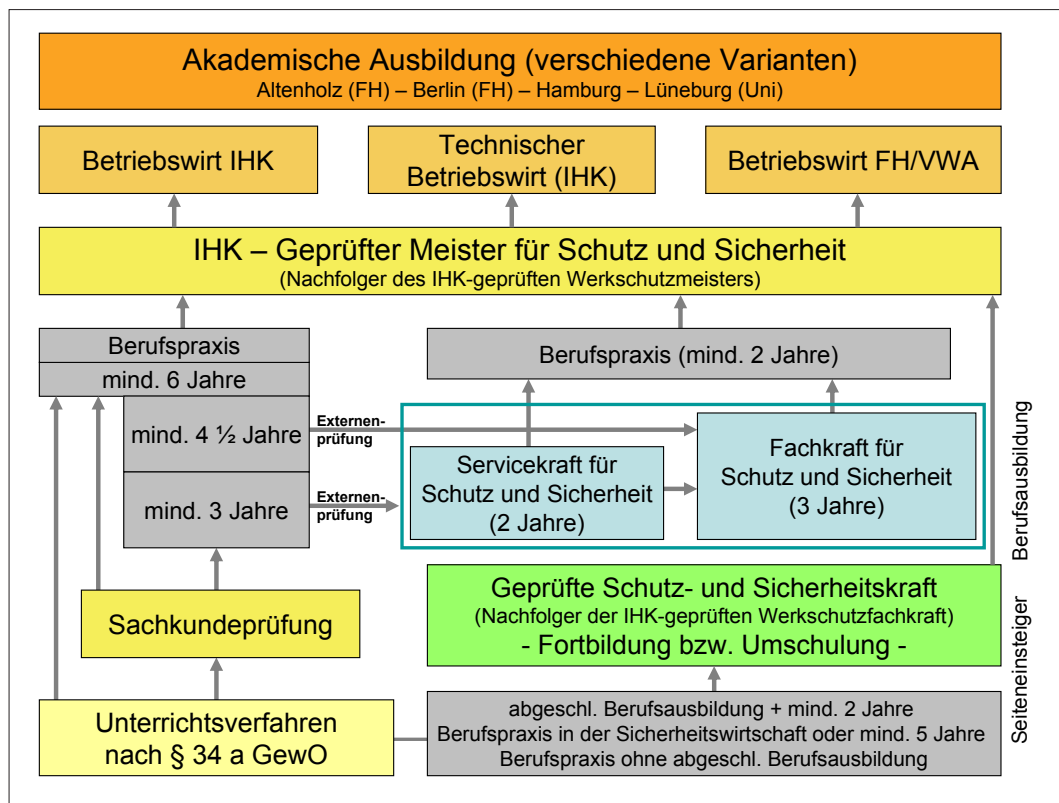 Akademische Ausbildung (verschiedene Varianten)
Altenholz (FH) – Berlin (FH) – Hamburg – Lüneburg (Uni)
Betriebswirt IHK
Technischer
Betriebswirt (IHK)
Betriebswirt FH/VWA
IHK – Geprüfter Meister für Schutz und Sicherheit
(Nachfolger des IHK-geprüften Werkschutzmeisters)
Berufspraxis
mind. 6 Jahre
mind. 4 ½ Jahre
mind. 3 Jahre
Berufspraxis (mind. 2 Jahre)
Externen-
prüfung
Externen-
prüfung
Servicekraft für
Schutz und Sicherheit
(2 Jahre)
Fachkraft für
Schutz und Sicherheit
(3 Jahre)
Berufsausbildung
Sachkundeprüfung
Geprüfte Schutz- und Sicherheitskraft
(Nachfolger der IHK-geprüften Werkschutzfachkraft)
- Fortbildung bzw. Umschulung -
Seiteneinsteiger
Unterrichtsverfahren
nach § 34 a GewO
abgeschl. Berufsausbildung + mind. 2 Jahre
Berufspraxis in der Sicherheitswirtschaft oder mind. 5 Jahre
Berufspraxis ohne abgeschl. Berufsausbildung